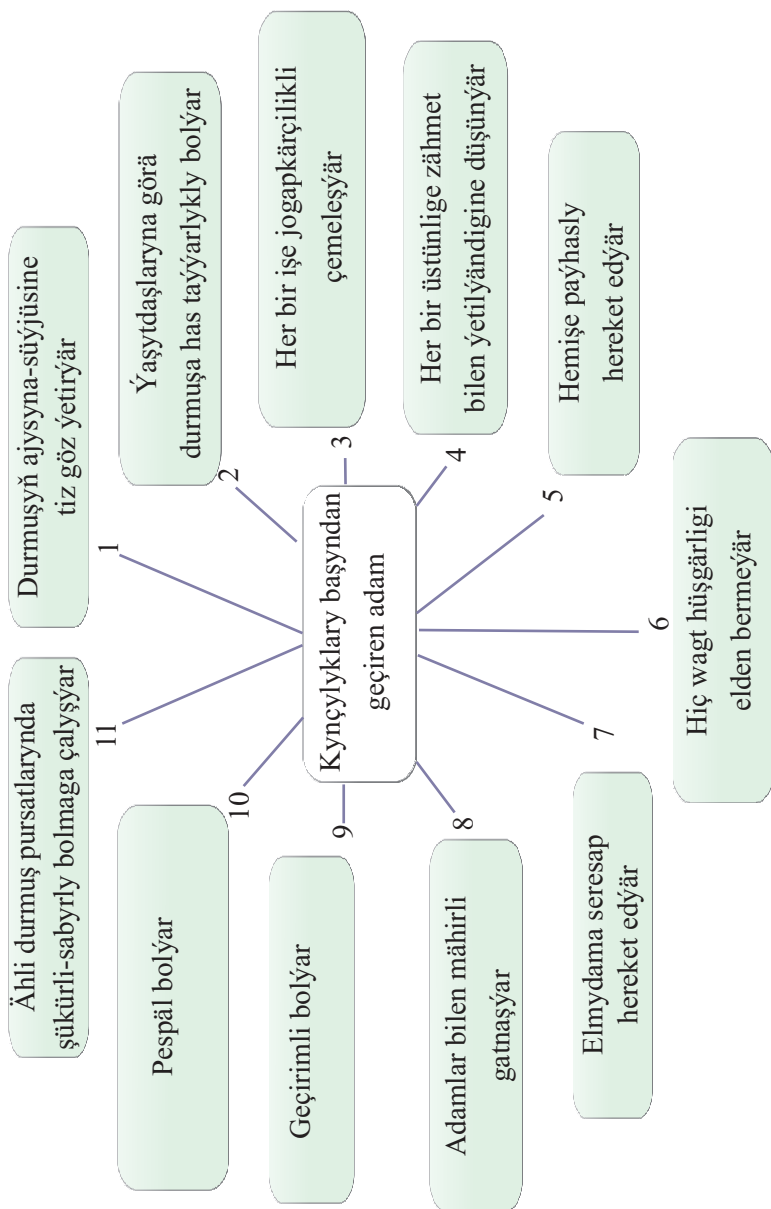 Kynçylyklary başyndan
geçiren adam
1
Durmuşyň ajysyna-süýjüsine
tiz göz ýetirýär
2
Ýaşytdaşlaryna görä
durmuşa has taýýarlykly bolýar
3
Her bir işe jogapkärçilikli
çemeleşýär
4
Her bir üstünlige zähmet
bilen ýetilýändigine düşünýär
5
Hemişe paýhasly
hereket edýär
6
Hiç wagt hüşgärligi
elden bermeýär
7
Elmydama seresap
hereket edýär
8
Adamlar bilen mähirli
gatnaşýar
9
Geçirimli bolýar
10
Pespäl bolýar
11
Ähli durmuş pursatlarynda
şükürli-sabyrly bolmaga çalyşýar